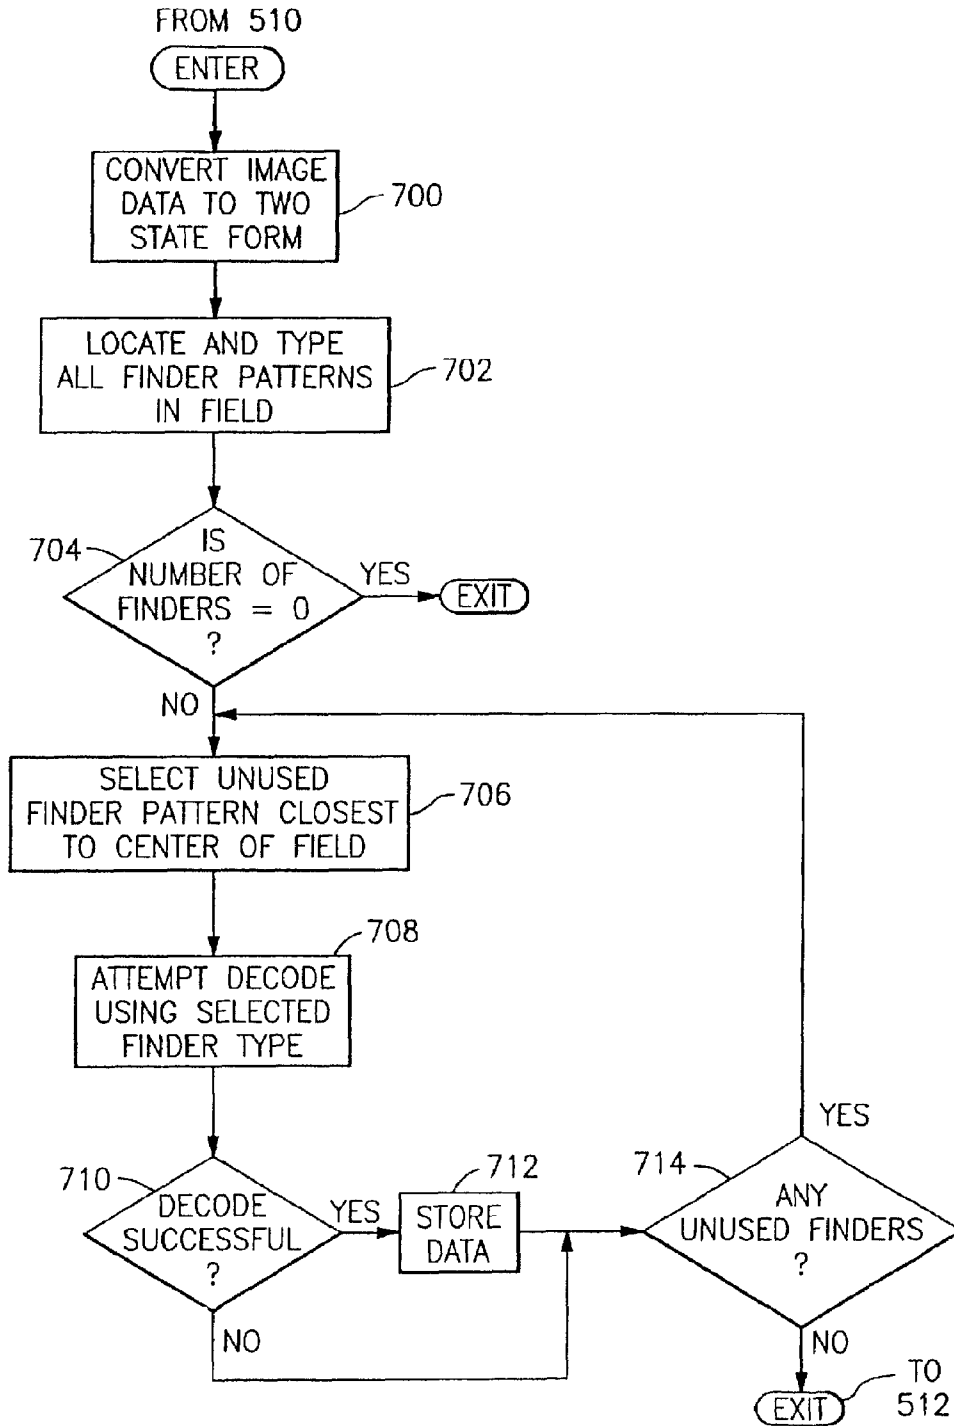 FROM 510
ENTER
CONVERT IMAGE
DATA TO TWO
STATE FORM
700
LOCATE AND TYPE
ALL FINDER PATTERNS
IN FIELD
702
704
IS
NUMBER OF
FINDERS = 0
?
YES
EXIT
NO
SELECT UNUSED
FINDER PATTERN CLOSEST
TO CENTER OF FIELD
706
708
ATTEMPT DECODE
USING SELECTED
FINDER TYPE
710
DECODE
SUCCESSFUL
?
YES
712
STORE
DATA
NO
714
YES
ANY
UNUSED FINDERS
?
NO
EXIT
TO
512